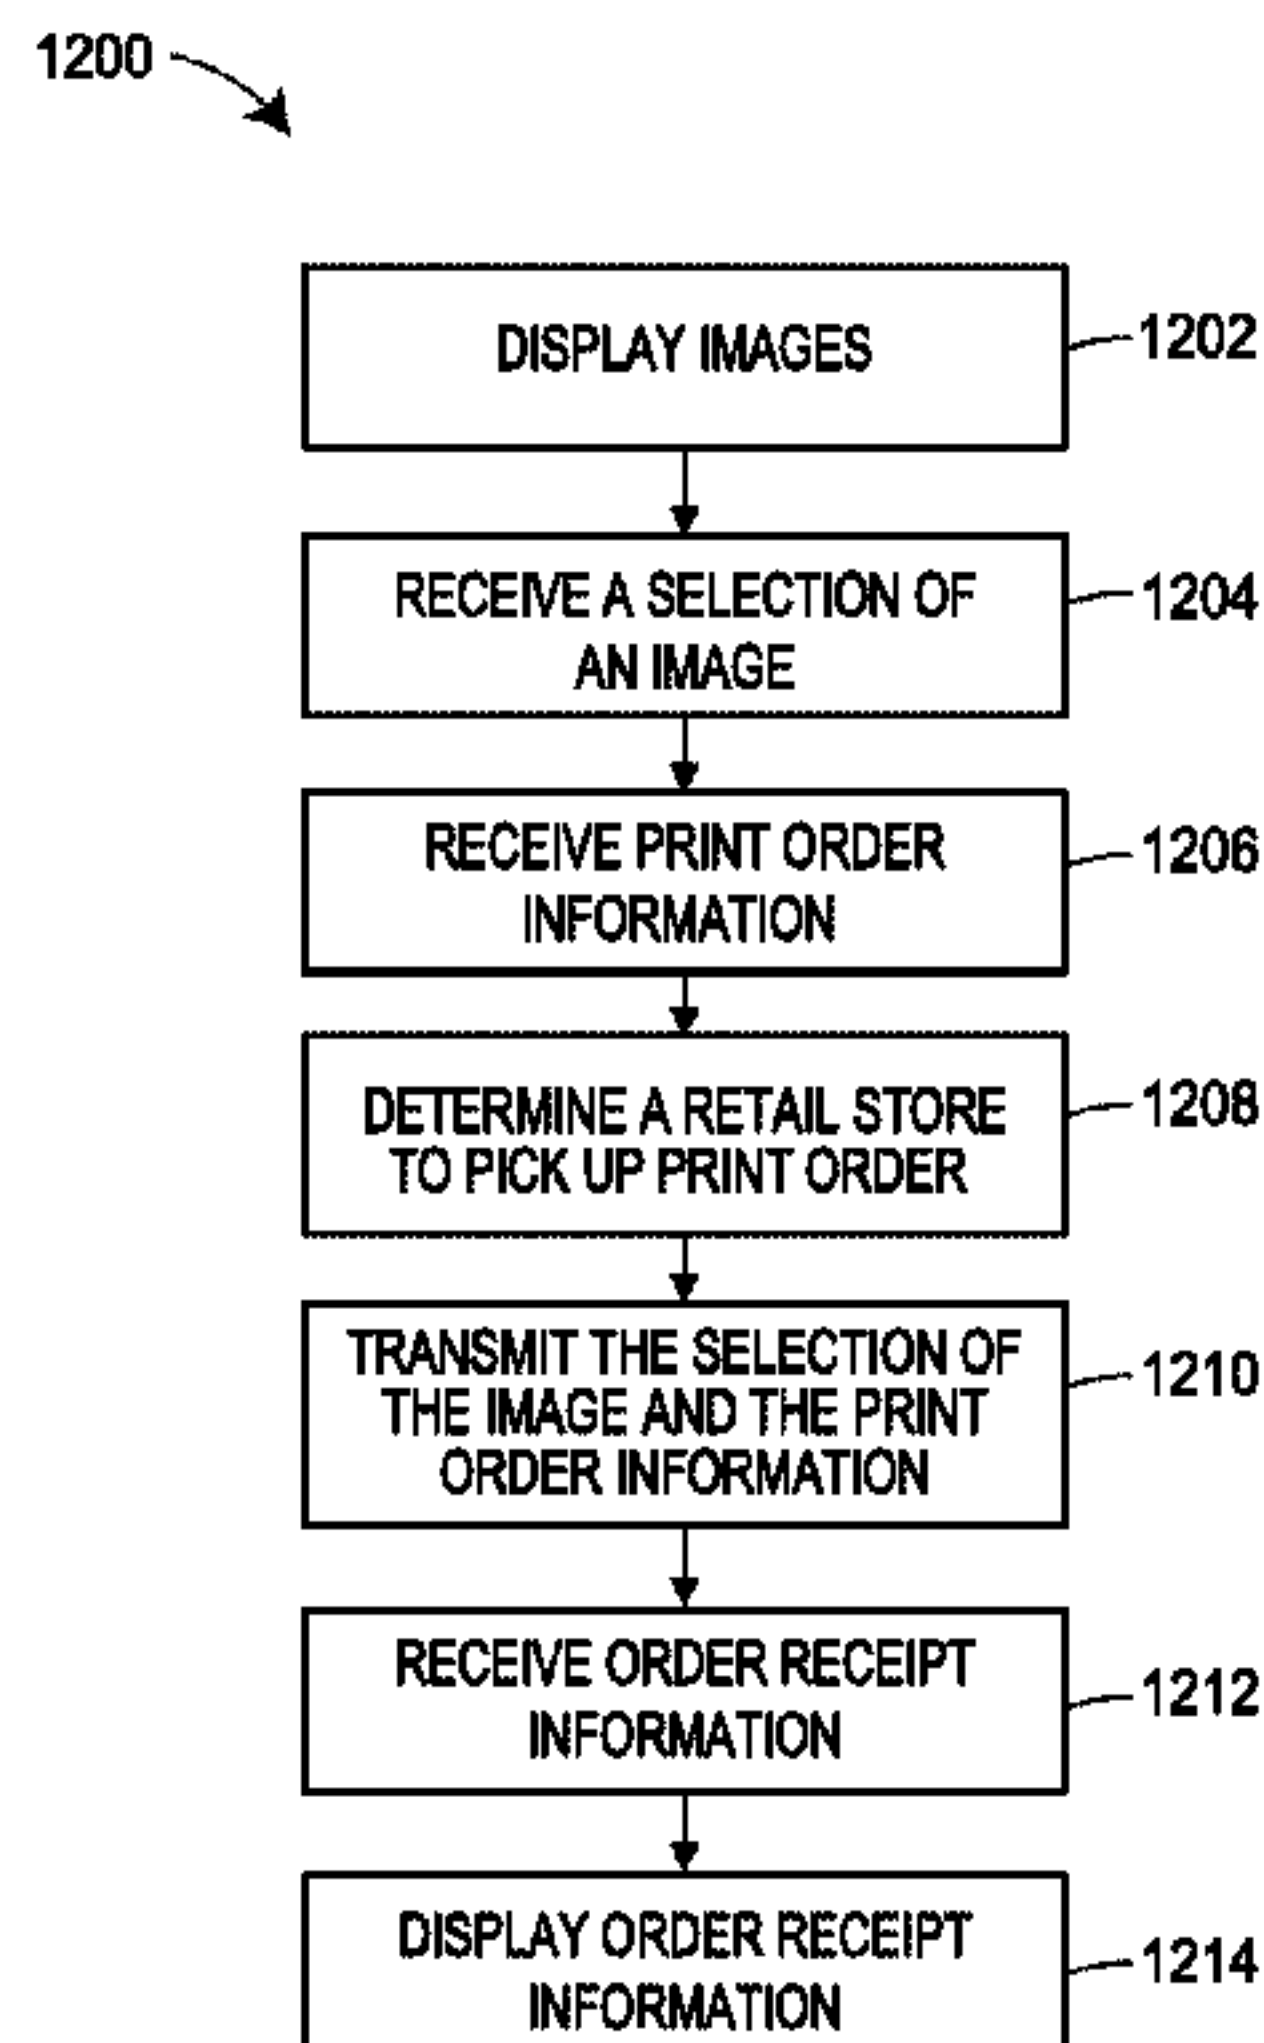 1200
DISPLAY IMAGES
1202
RECEIVE A SELECTION OF
AN IMAGE
1204
RECEIVE PRINT ORDER
INFORMATION
1206
DETERMINE A RETAIL STORE
TO PICK UP PRINT ORDER
1208
TRANSMIT THE SELECTION OF
THE IMAGE AND THE PRINT
ORDER INFORMATION
1210
RECEIVE ORDER RECEIPT
INFORMATION
1212
DISPLAY ORDER RECEIPT
INFORMATION
1214